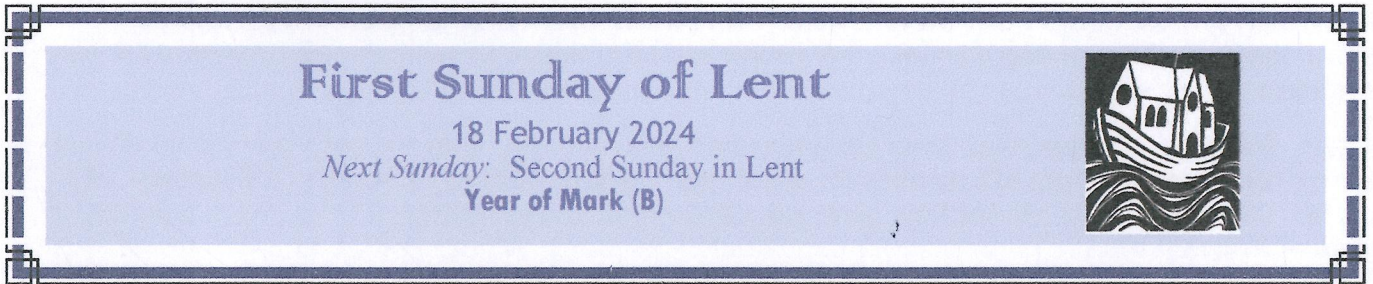 First Sunday of Lent
18 February 2024
Next Sunday: Second Sunday in Lent
Year of Mark (B)